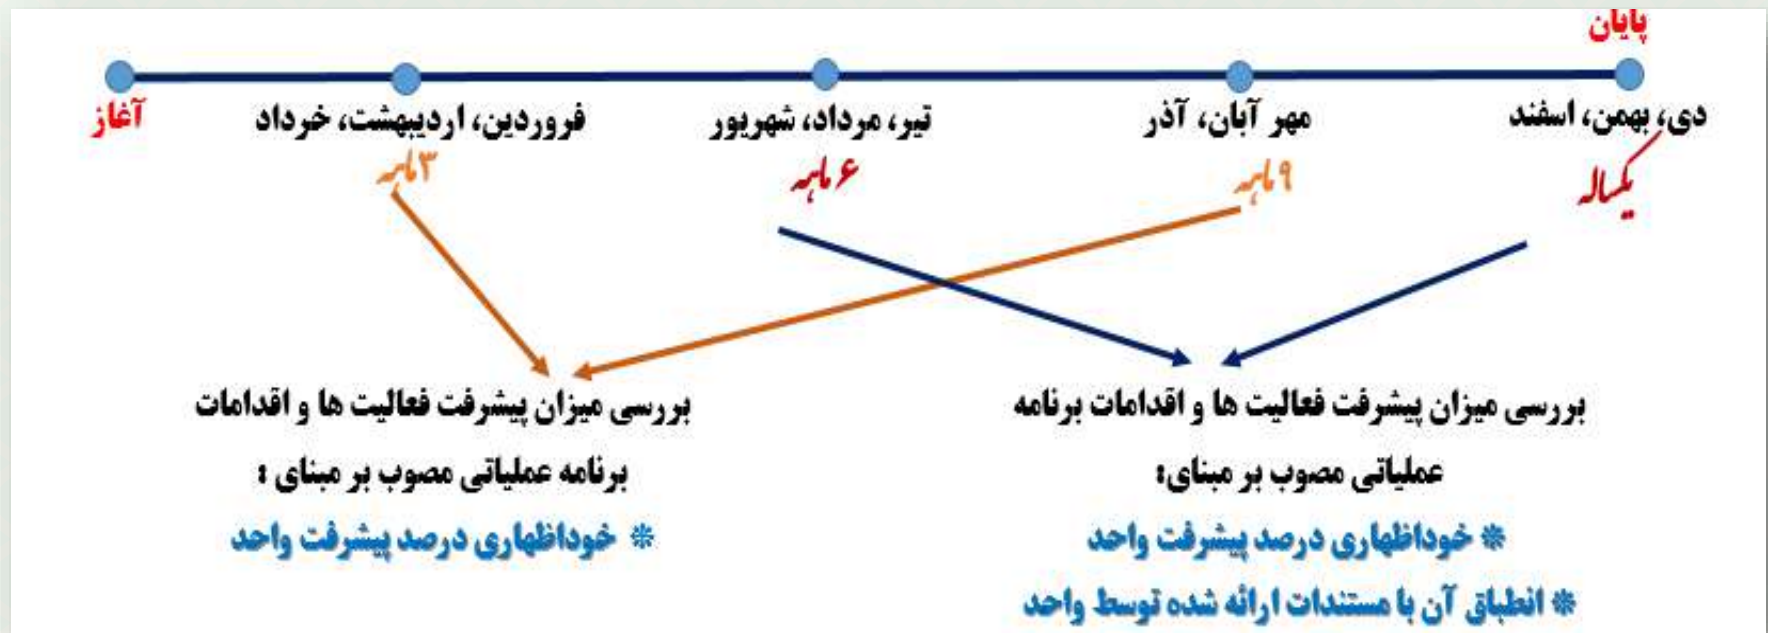 پایان
آغاز
فروردین، اردیبهشت، خرداد
تیر، مرداد، شهریور
مهر آبان، آذر
دی، بهمن، اسفند
۳ماهه
۶ ماهه
۹ماهه
یکساله
بررسی میزان پیشرفت فعالیت ها و اقدامات
برنامه عملیاتی مصوب بر مبنای :
* خوداظهاری درصد پیشرفت واحد
بررسی میزان پیشرفت فعالیت ها و اقدامات برنامه
عملیاتی مصوب بر مبنای:
* خوداظهاری درصد پیشرفت واحد
* انطباق آن با مستندات ارائه شده توسط واحد